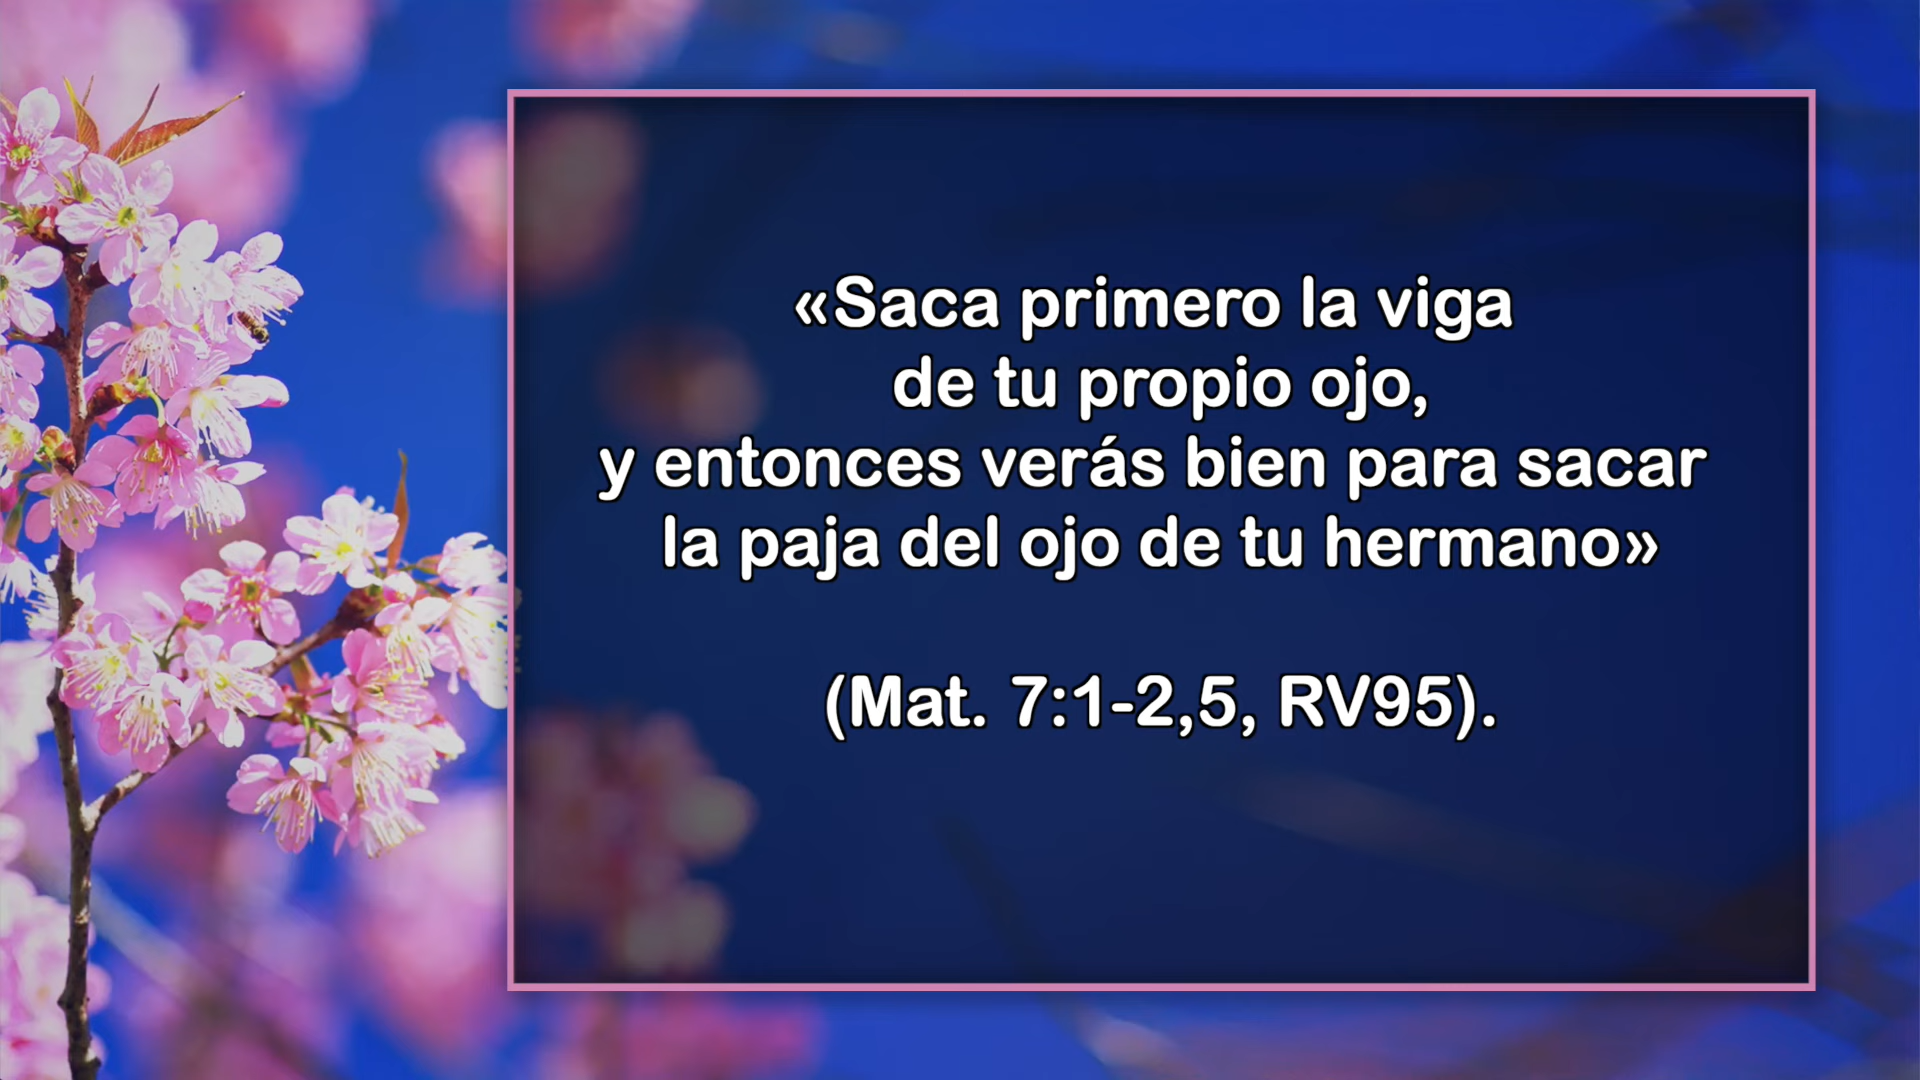 «Saca primero la viga
de tu propio ojo,
y entonces verás bien para sacar
la paja del ojo de tu hermano»
(Mat. 7:1-2,5, RV95).